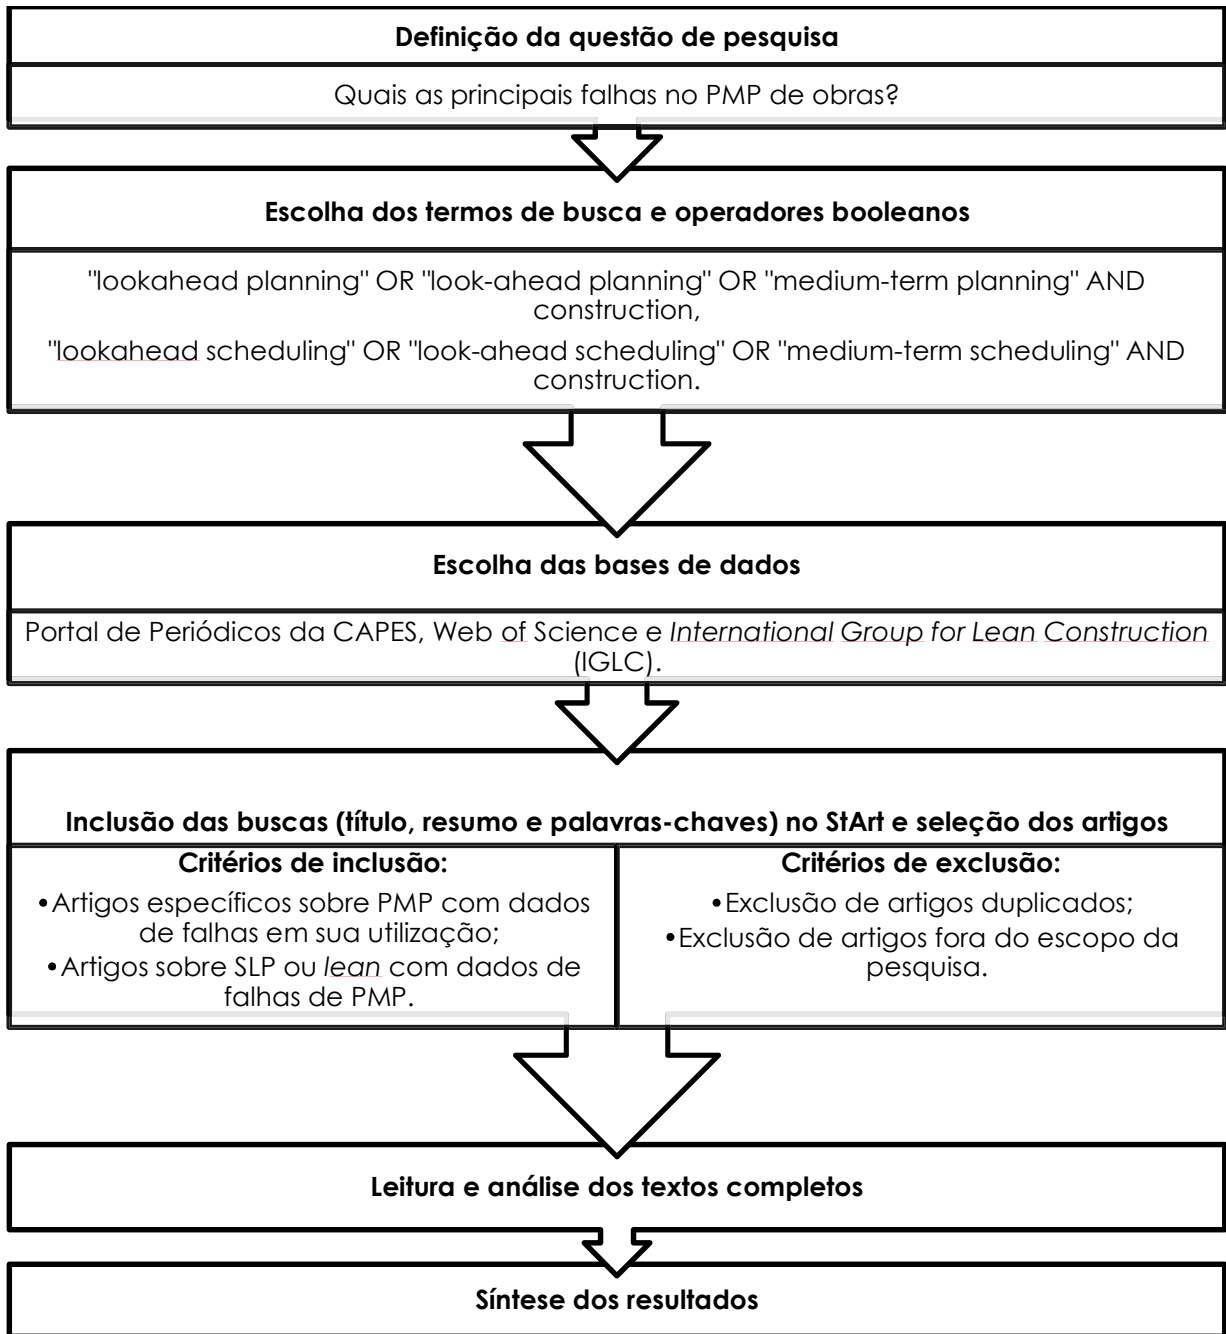 Definição da questão de pesquisa
Quais as principais falhas no PMP de obras?
Escolha dos termos de busca e operadores booleanos
"lookahead planning" OR "look-ahead planning" OR "medium-term planning" AND
construction,
"lookahead scheduling" OR "look-ahead scheduling" OR "medium-term scheduling" AND
construction.
Escolha das bases de dados
Portal de Periódicos da CAPES, Web of Science e International Group for Lean Construction
(IGLC).
Inclusão das buscas (título, resumo e palavras-chaves) no StArt e seleção dos artigos
Critérios de inclusão:
•Artigos específicos sobre PMP com dados
de falhas em sua utilização;
•Artigos sobre SLP ou lean com dados de
falhas de PMP.
Critérios de exclusão:
•Exclusão de artigos duplicados;
•Exclusão de artigos fora do escopo da
pesquisa.
Leitura e análise dos textos completos
Síntese dos resultados